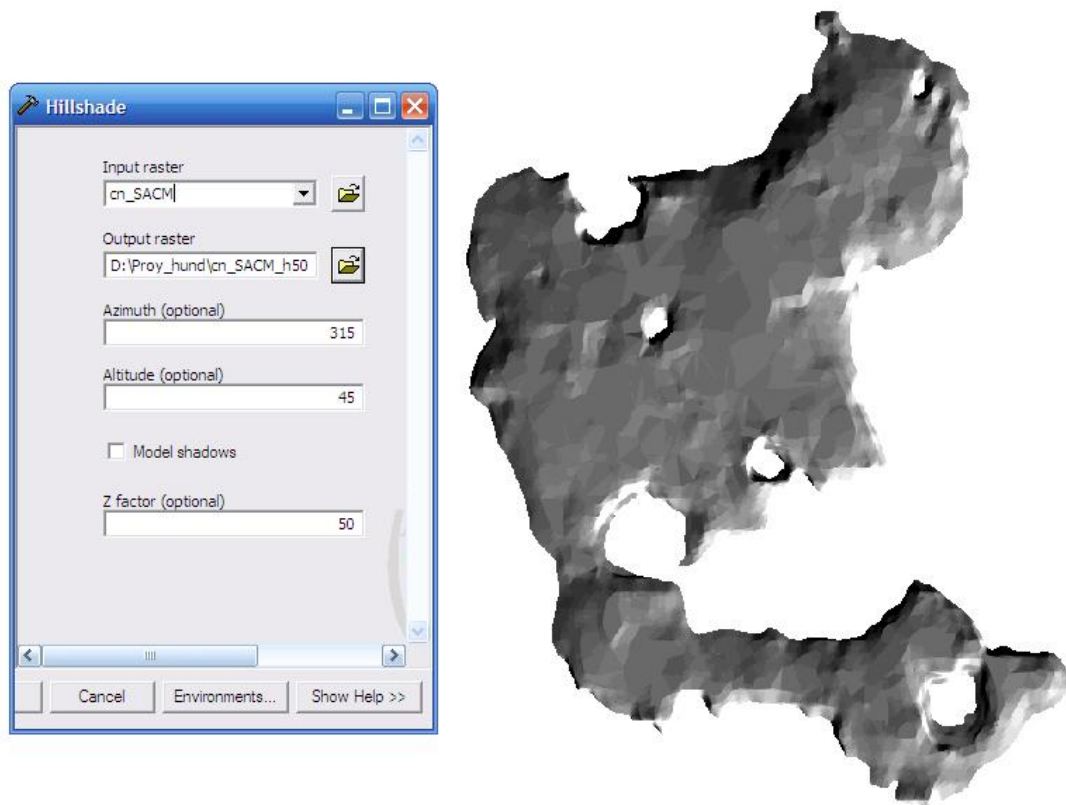 Hillshade
Input raster
cn_SACM
Output raster
D:\Proy_hund\cn_SACM_h50
Azimuth (optional)
315
Altitude (optional)
45
Model shadows
Z factor (optional)
50
Cancel
Environments...
Show Help >>